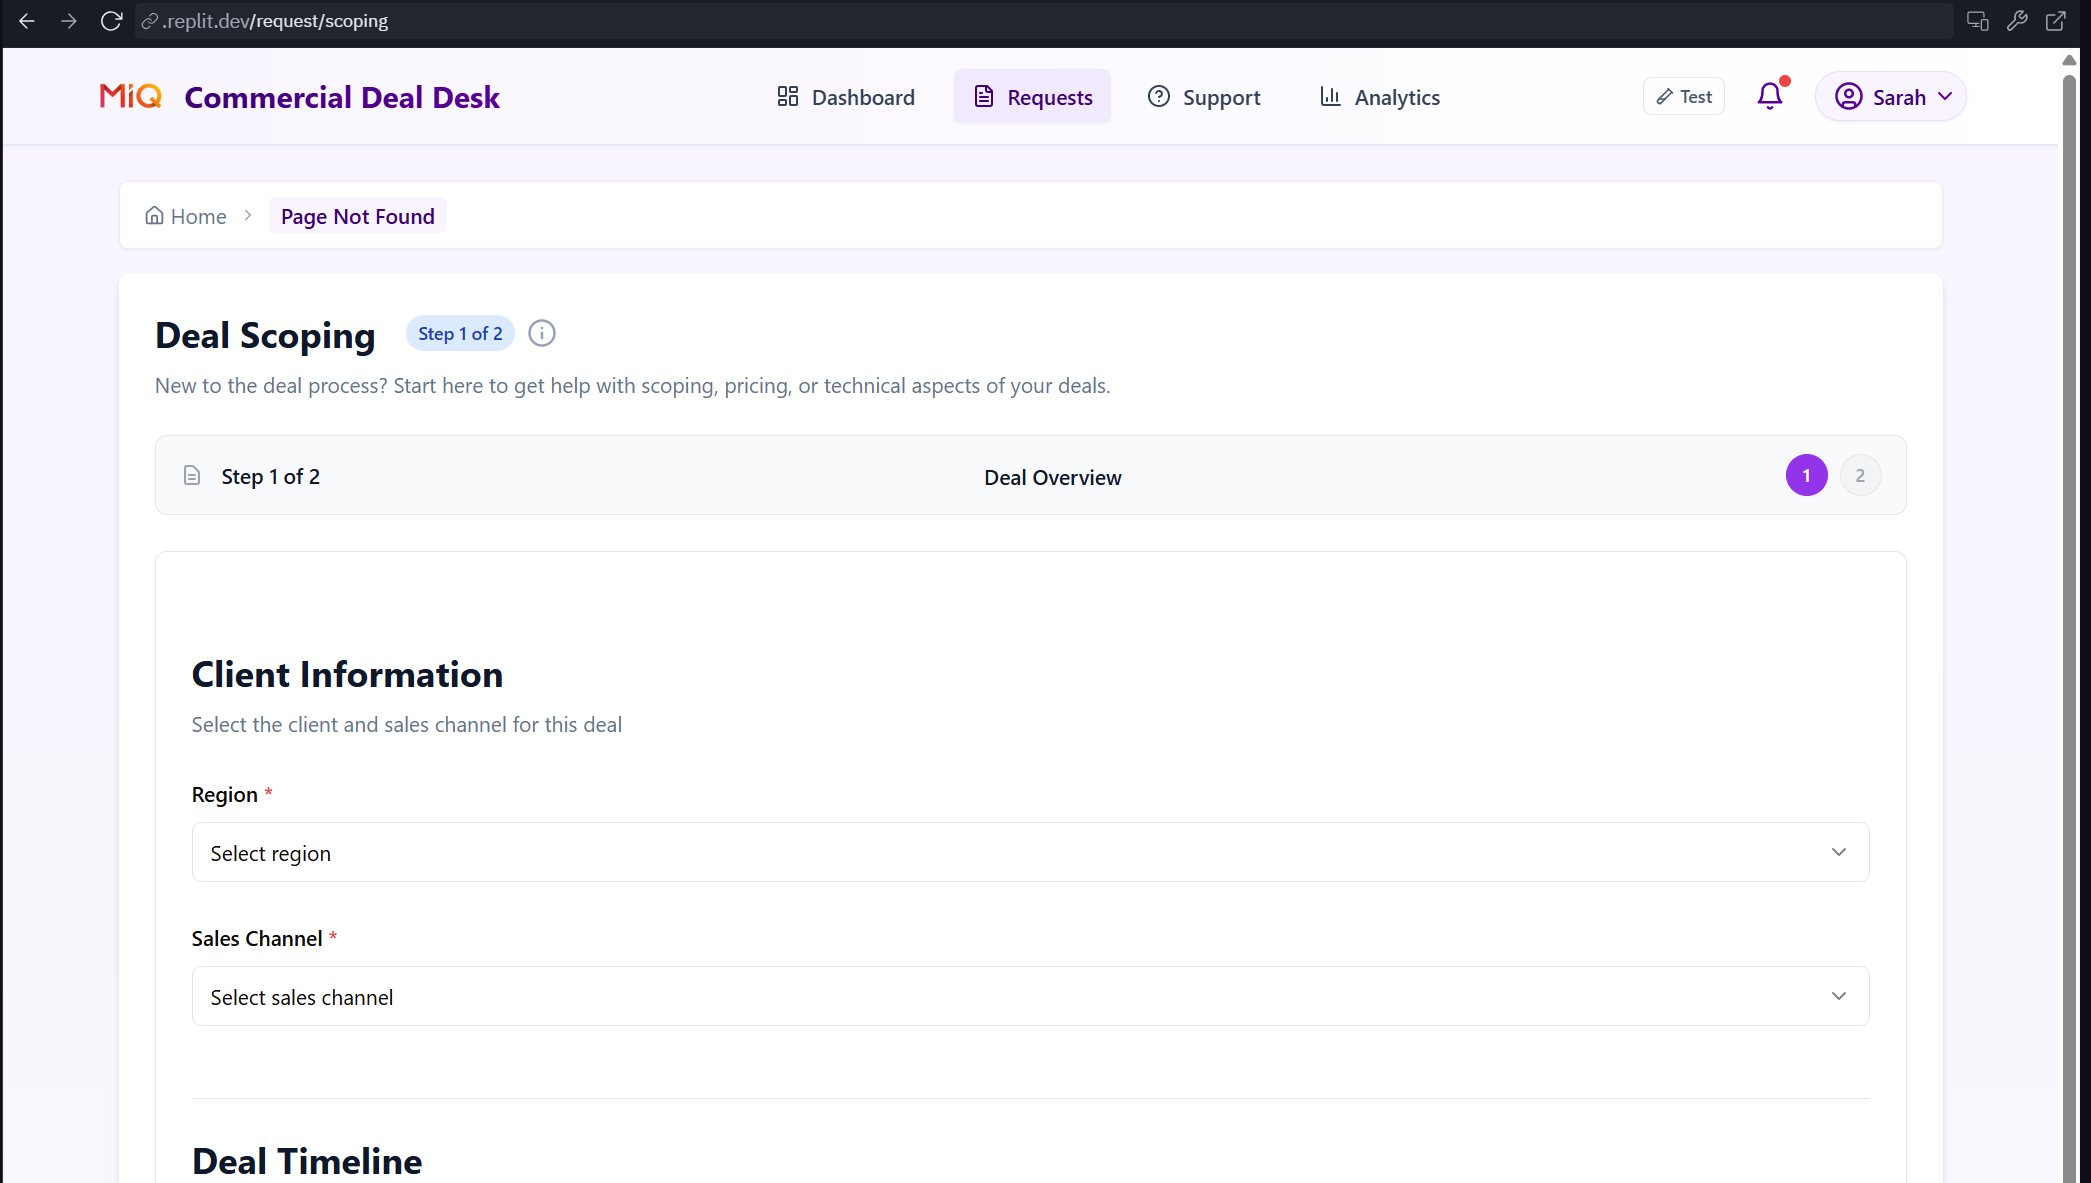 .replit.dev/request/scoping
MiQ Commercial Deal Desk
Dashboard
Requests
Support
Analytics
Test
Sarah
Home
Page Not Found
Deal Scoping
Step 1 of 2
New to the deal process? Start here to get help with scoping, pricing, or technical aspects of your deals.
Step 1 of 2
Deal Overview
1
2
Client Information
Select the client and sales channel for this deal
Region *
Select region
Sales Channel *
Select sales channel
Deal Timeline